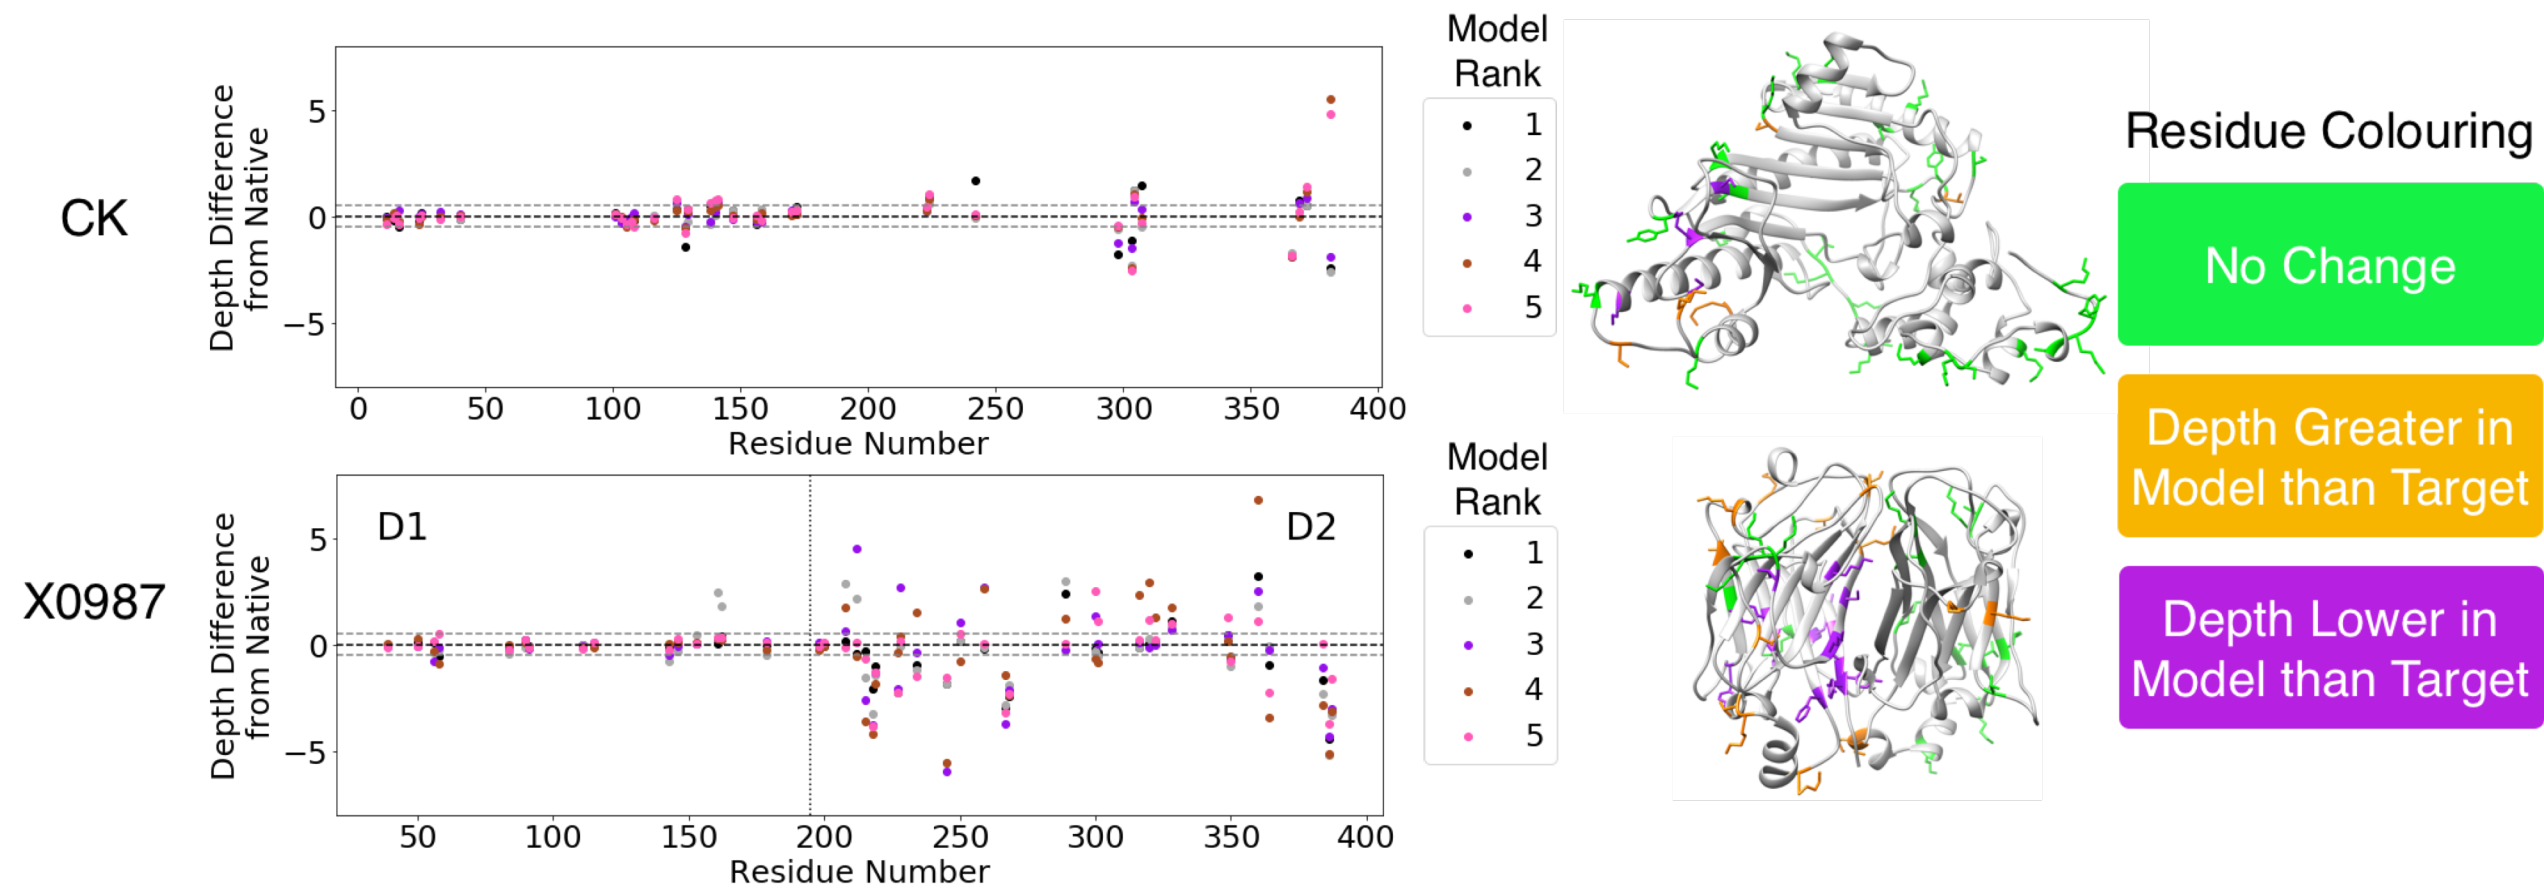 CK
Depth Difference
from Native
5
0
−5
0 50 100 150 200 250 300 350 400
Residue Number
Model
Rank
1
2
3
4
5
X0987
Depth Difference
from Native
5
0
−5
D1
D2
50 100 150 200 250 300 350 400
Residue Number
Model
Rank
1
2
3
4
5
Residue Colouring
No Change
Depth Greater in
Model than Target
Depth Lower in
Model than Target